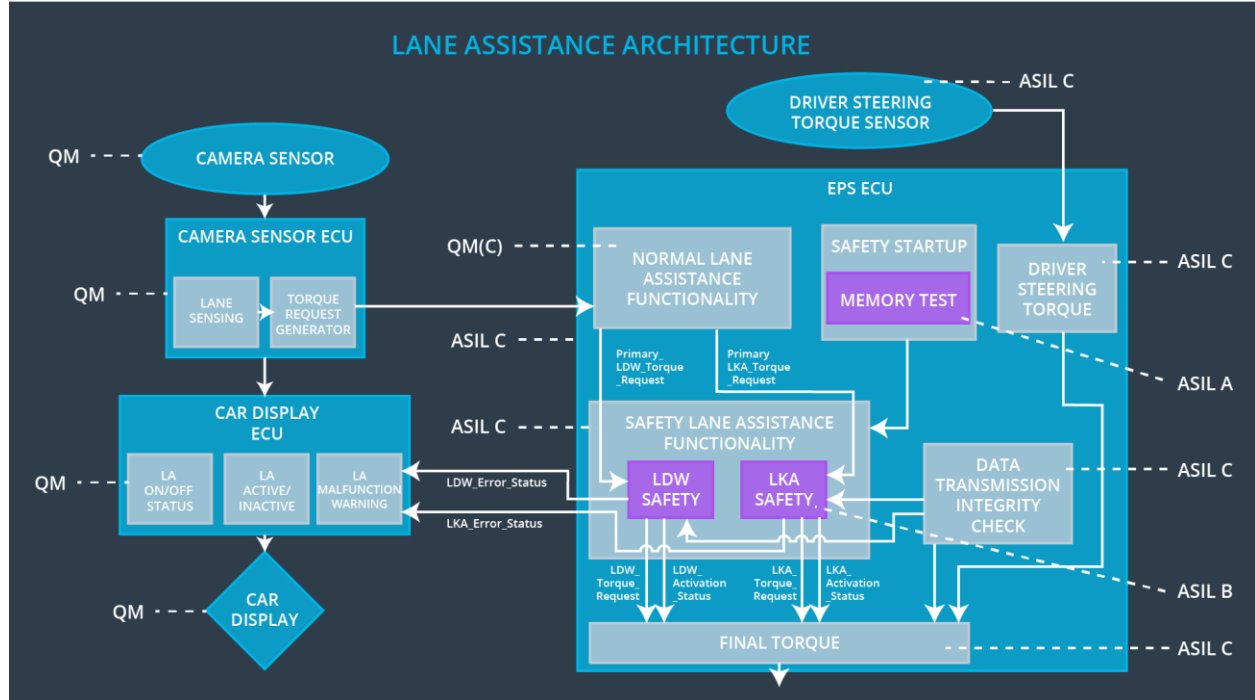 LANE ASSISTANCE ARCHITECTURE
ASIL C
DRIVER STEERING
TORQUE SENSOR
QM
CAMERA SENSOR
EPS ECU
CAMERA SENSOR ECU
QM
LANE
SENSING
TORQUE
REQUEST
GENERATOR
QM(C)
NORMAL LANE
ASSISTANCE
FUNCTIONALITY
SAFETY STARTUP
MEMORY TEST
DRIVER
STEERING
TORQUE
ASIL C
ASIL C
Primary_
LDW_Torque
_Request
Primary
LKA_Torque
_Request
ASIL A
CAR DISPLAY
ECU
QM
LA
ON/OFF
STATUS
LA
ACTIVE/
INACTIVE
LA
MALFUNCTION
WARNING
ASIL C
SAFETY LANE ASSISTANCE
FUNCTIONALITY
LDW
SAFETY
LKA
SAFETY
DATA
TRANSMISSION
INTEGRITY
CHECK
ASIL C
LDW_Error_Status
LKA_Error_Status
LDW_
Torque_
Request
LDW_
Activation
_Status
LKA_
Torque_
Request
LKA_
Activation
_Status
ASIL B
QM
CAR
DISPLAY
FINAL TORQUE
ASIL C